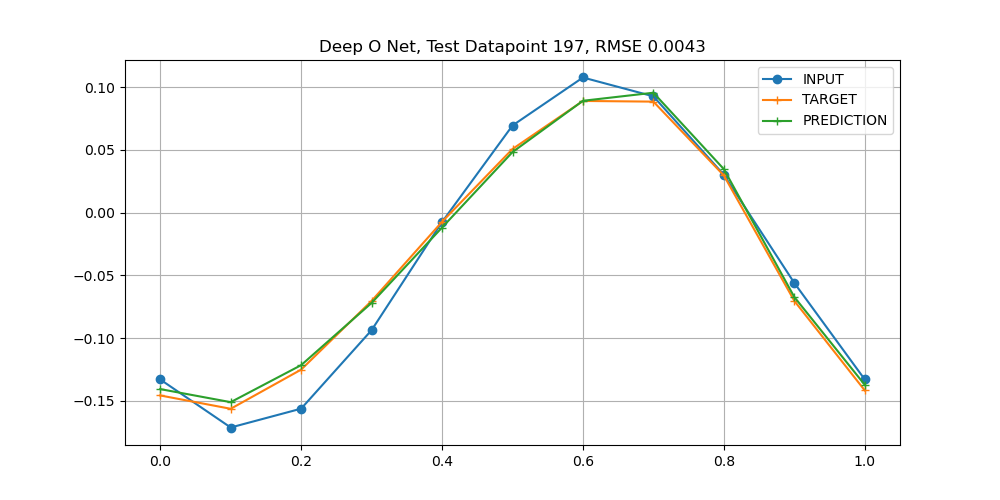 Deep O Net, Test Datapoint 197, RMSE 0.0043
INPUT
TARGET
PREDICTION
0.10
0.05
0.00
−0.05
−0.10
−0.15
0.0 0.2 0.4 0.6 0.8 1.0